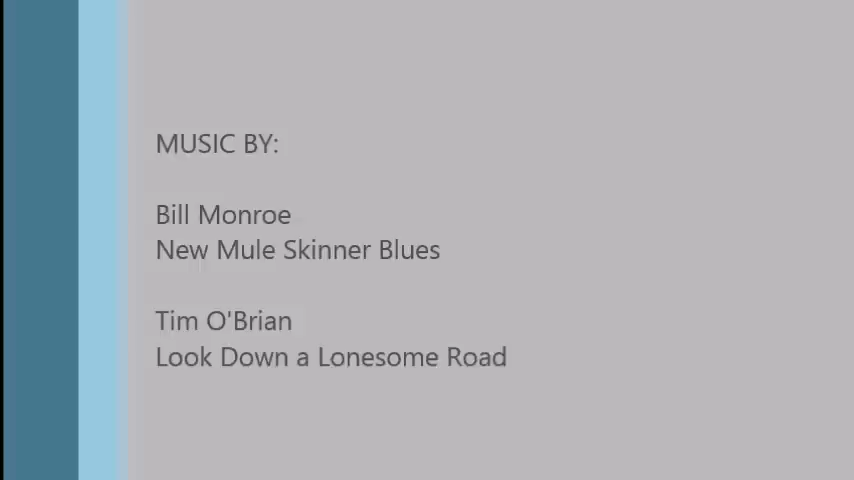 MUSIC BY:
Bill Monroe
New Mule Skinner Blues
Tim O'Brian
Look Down a Lonesome Road